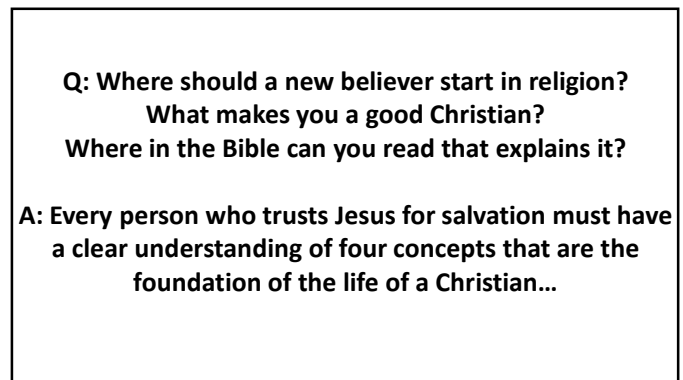 Q: Where should a new believer start in religion?
What makes you a good Christian?
Where in the Bible can you read that explains it?
A: Every person who trusts Jesus for salvation must have
a clear understanding of four concepts that are the
foundation of the life of a Christian…